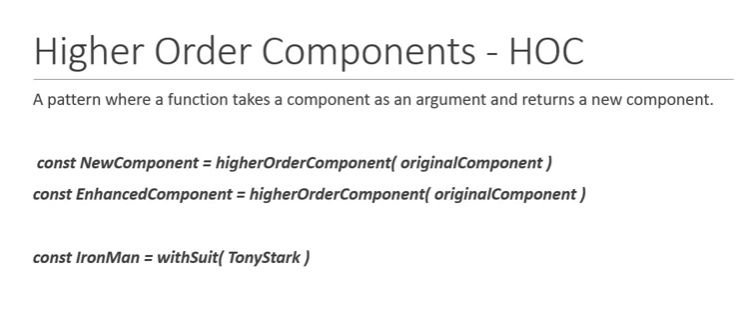 Higher Order Components - HOC
A pattern where a function takes a component as an argument and returns a new component.
const NewComponent = higherOrderComponent( originalComponent )
const EnhancedComponent = higherOrderComponent( originalComponent )
const IronMan = withSuit( TonyStark )